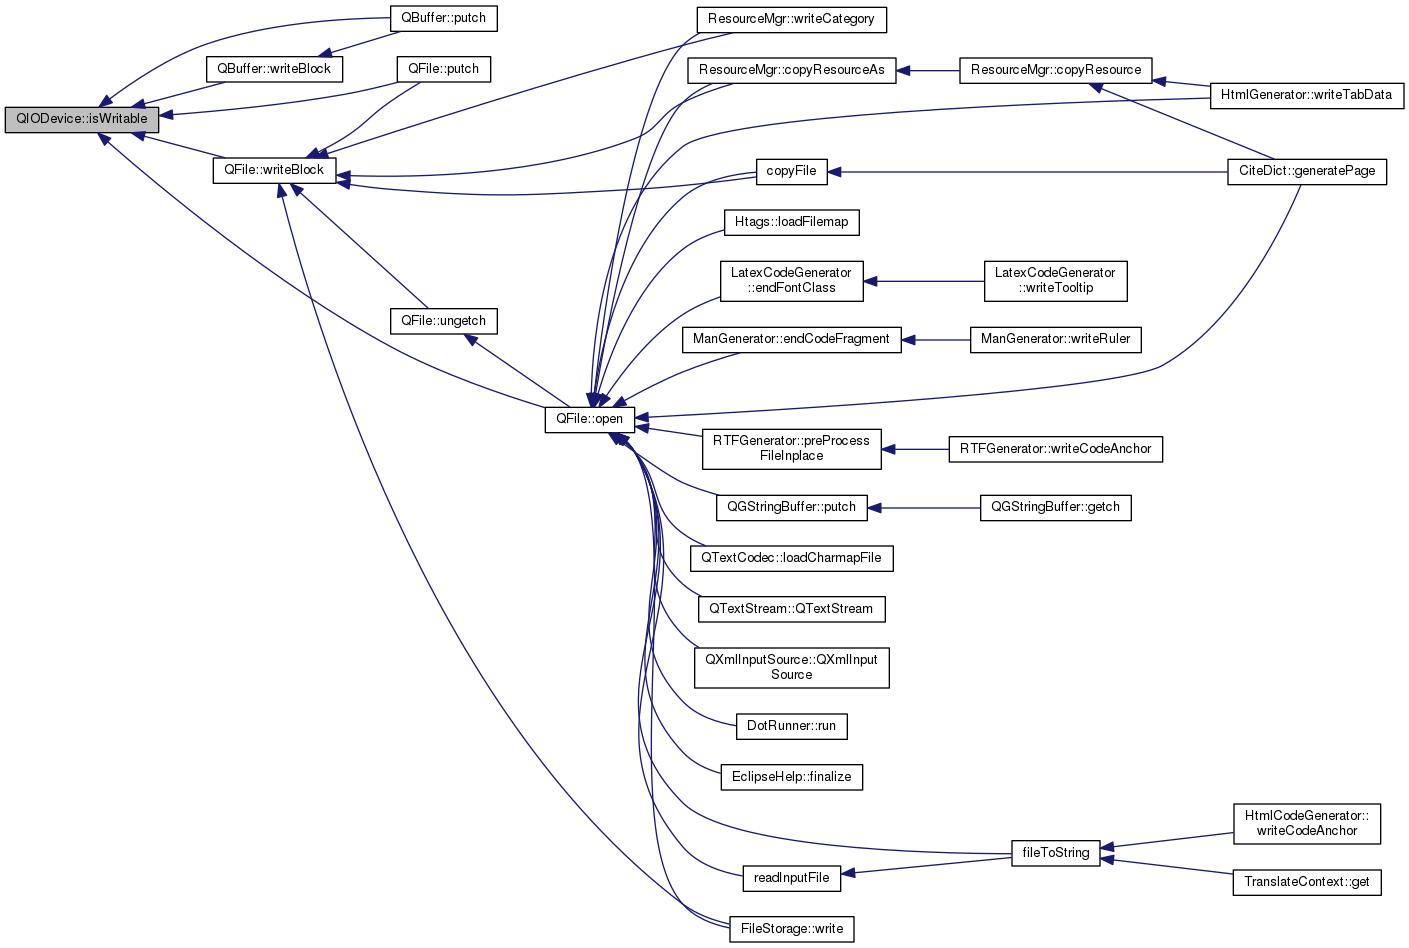 QBuffer::putch
ResourceMgr::writeCategory
QBuffer::writeBlock
QFile::putch
ResourceMgr::copyResourceAs
ResourceMgr::copyResource
HtmlGenerator::writeTabData
QIODevice::isWritable
QFile::writeBlock
copyFile
CiteDict::generatePage
Htags::loadFilemap
LatexCodeGenerator
::endFontClass
LatexCodeGenerator
::writeTooltip
QFile::ungetch
ManGenerator::endCodeFragment
ManGenerator::writeRuler
QFile::open
RTFGenerator::preProcess
FileInplace
RTFGenerator::writeCodeAnchor
QGStringBuffer::putch
QGStringBuffer::getch
QTextCodec::loadCharmapFile
QTextStream::QTextStream
QXmlInputSource::QXmlInput
Source
DotRunner::run
EclipseHelp::finalize
HtmlCodeGenerator::
writeCodeAnchor
fileToString
readInputFile
TranslateContext::get
FileStorage::write